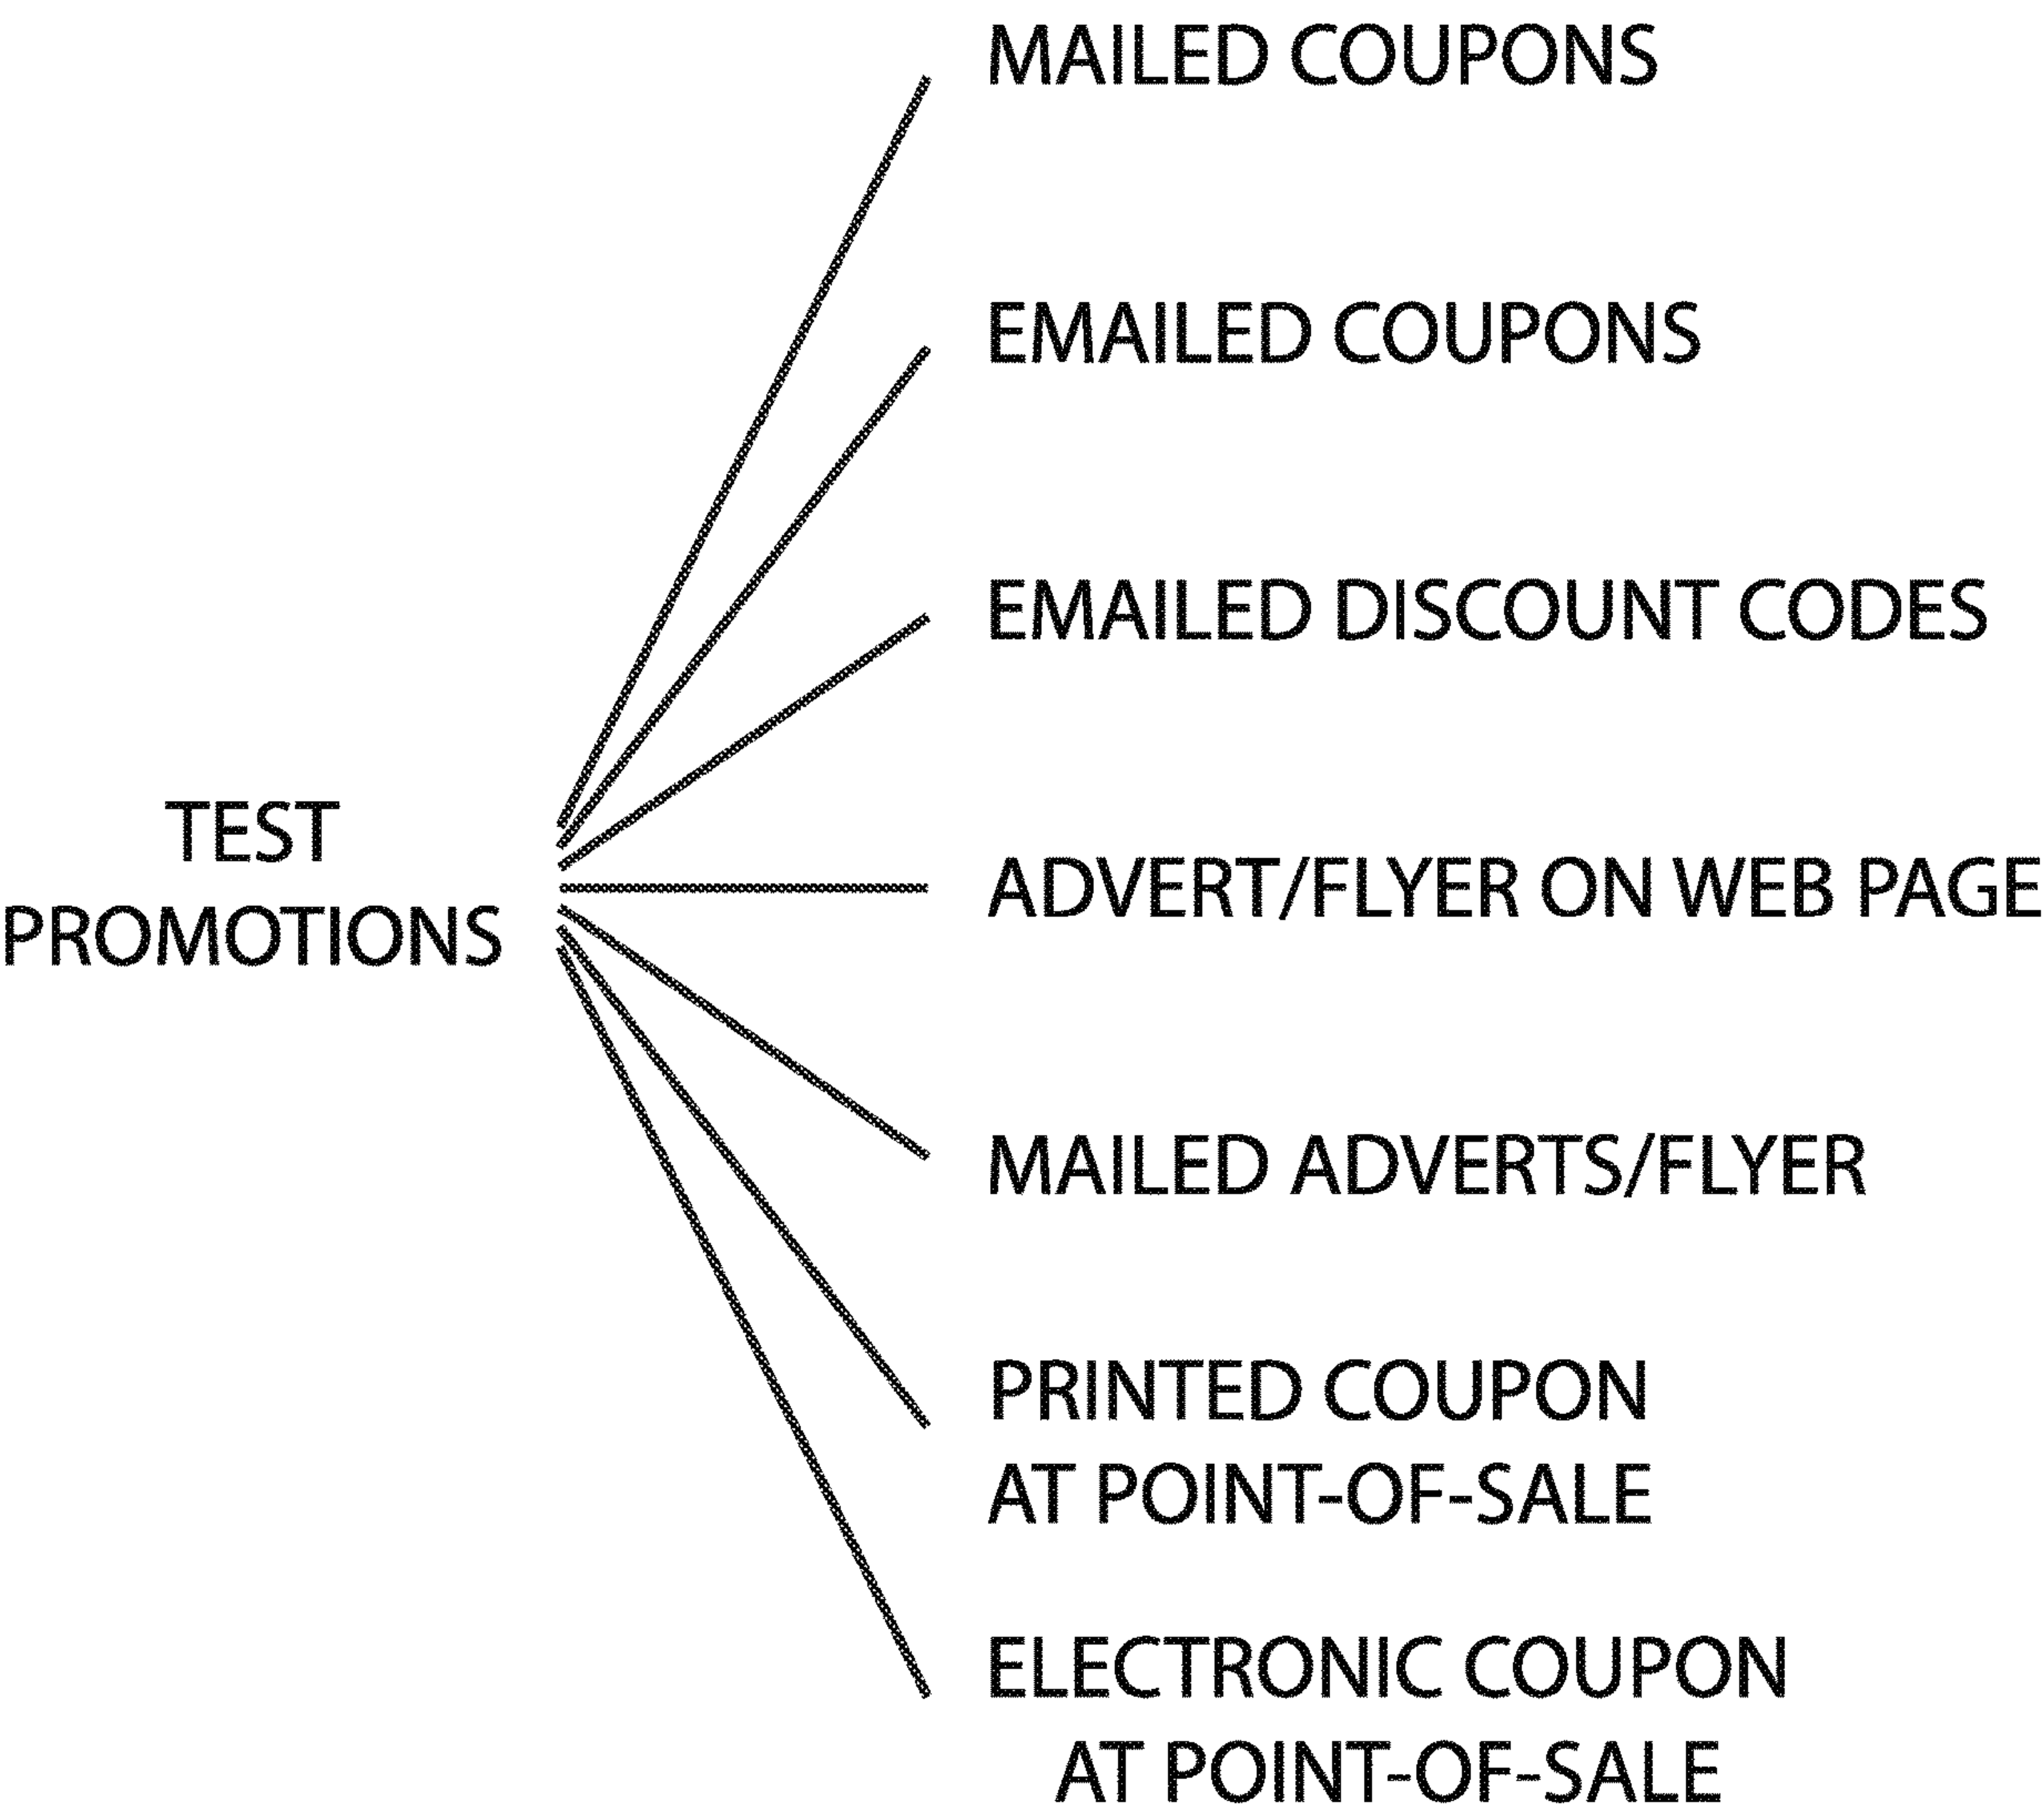 TEST
PROMOTIONS
MAILED COUPONS
EMAILED COUPONS
EMAILED DISCOUNT CODES
ADVERT/FLYER ON WEB PAGE
MAILED ADVERTS/FLYER
PRINTED COUPON
AT POINT-OF-SALE
ELECTRONIC COUPON
AT POINT-OF-SALE